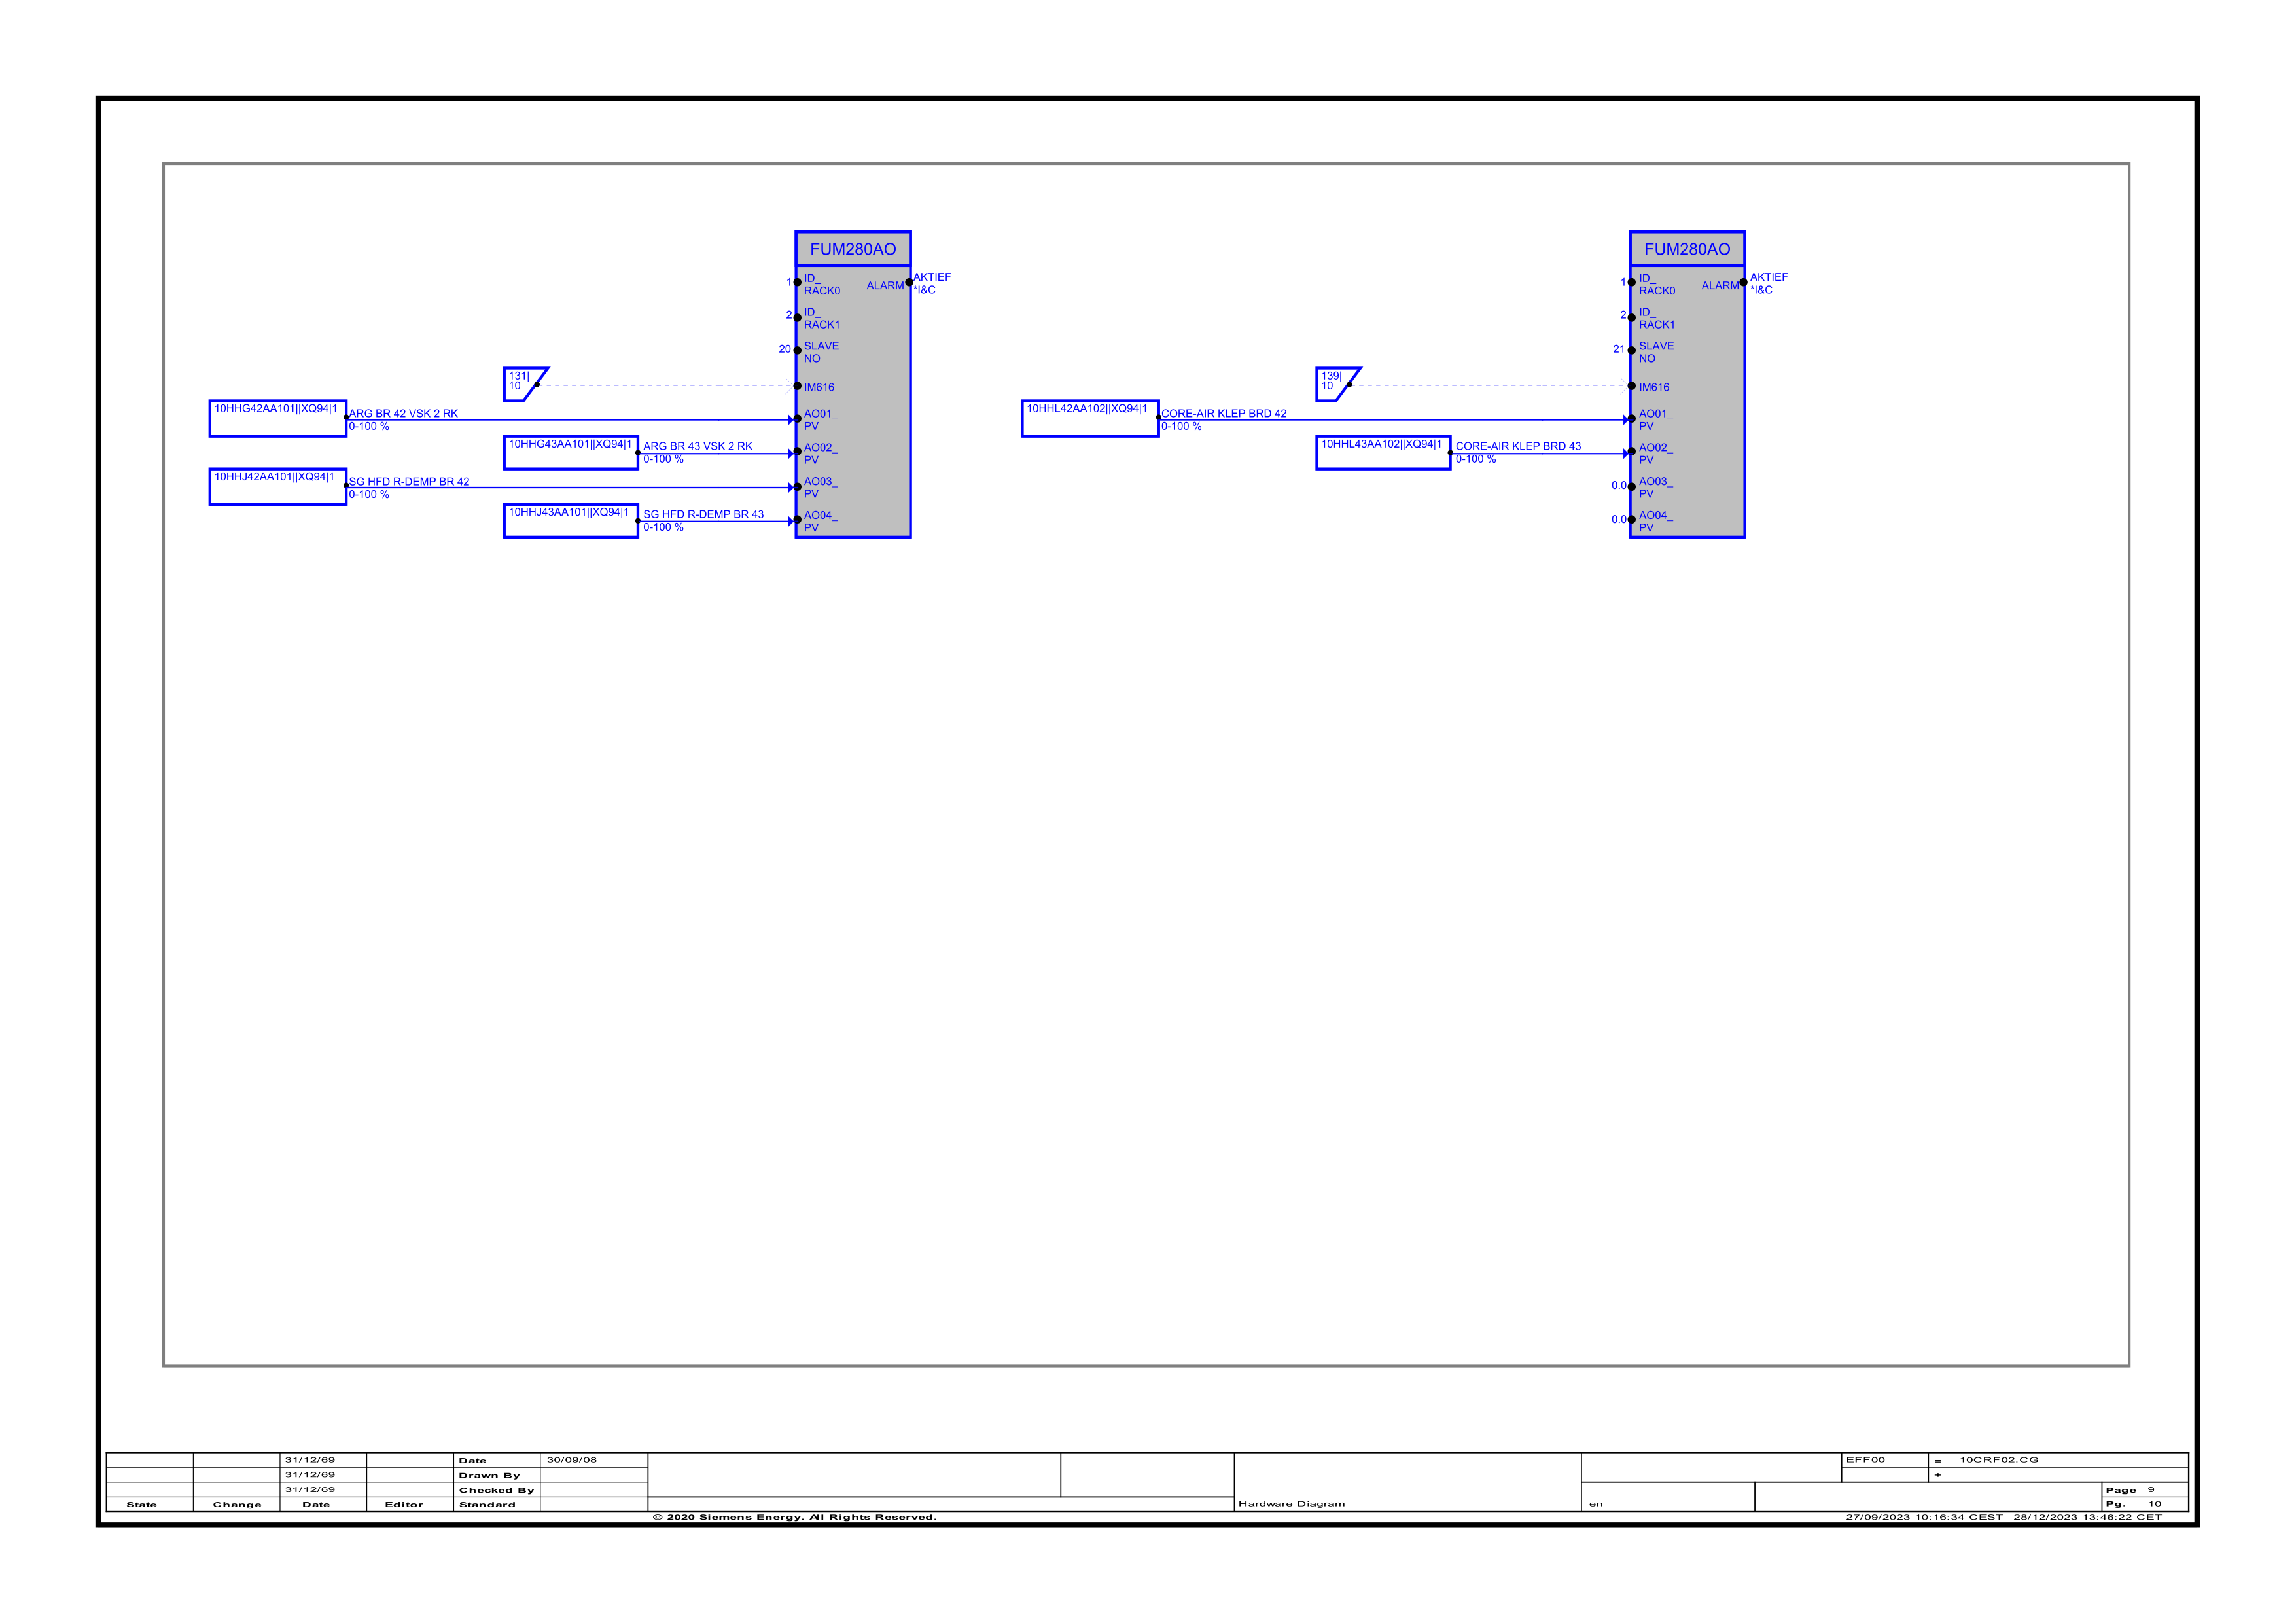 FUM280AO
1 ID_
RACK0
ALARM
AKTIEF
*I&C
2 ID_
RACK1
20 SLAVE
NO
131|
10
IM616
10HHG42AA101||XQ94|1
ARG BR 42 VSK 2 RK
0-100 %
AO01_
PV
10HHG43AA101||XQ94|1
ARG BR 43 VSK 2 RK
0-100 %
AO02_
PV
10HHJ42AA101||XQ94|1
SG HFD R-DEMP BR 42
0-100 %
AO03_
PV
10HHJ43AA101||XQ94|1
SG HFD R-DEMP BR 43
0-100 %
AO04_
PV
FUM280AO
1 ID_
RACK0
ALARM
AKTIEF
*I&C
2 ID_
RACK1
21 SLAVE
NO
139|
10
IM616
10HHL42AA102||XQ94|1
CORE-AIR KLEP BRD 42
0-100 %
AO01_
PV
10HHL43AA102||XQ94|1
CORE-AIR KLEP BRD 43
0-100 %
AO02_
PV
0.0 AO03_
PV
0.0 AO04_
PV
31/12/69 Date 30/09/08 EFF00 = 10CRF02.CG
31/12/69 Drawn By +
31/12/69 Checked By Page 9
State Change Date Editor Standard Hardware Diagram en Pg. 10
© 2020 Siemens Energy. All Rights Reserved. 27/09/2023 10:16:34 CEST 28/12/2023 13:46:22 CET